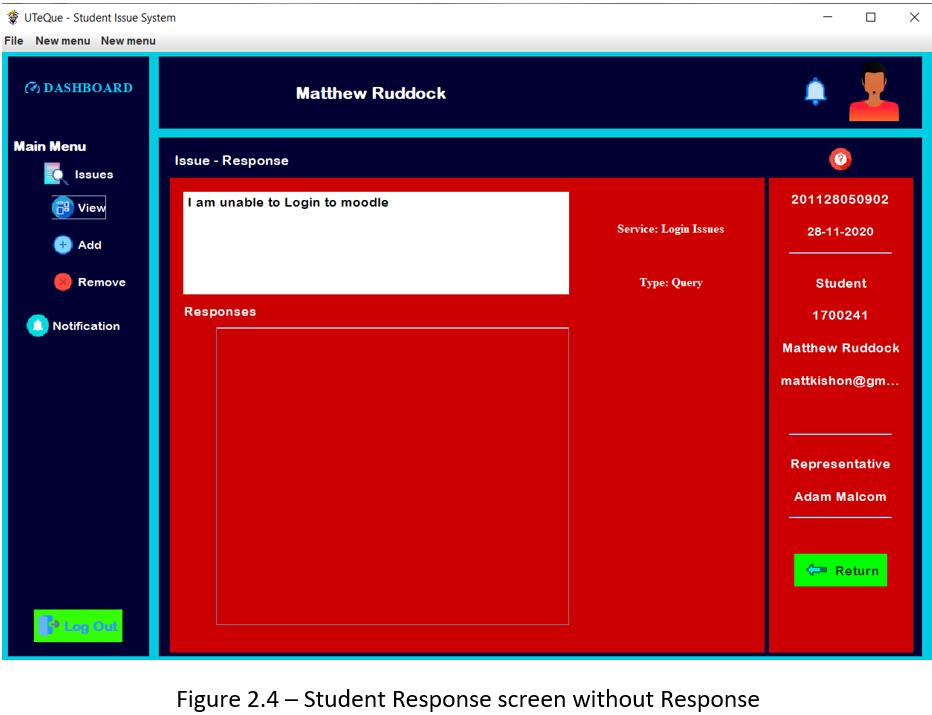 UTeQue - Student Issue System
File New menu New menu
DASHBOARD
Matthew Ruddock
Main Menu
Issues
View
Add
Remove
Notification
Log Out
Issue - Response
I am unable to Login to moodle
Service: Login Issues
Type: Query
Responses
201128050902
28-11-2020
Student
1700241
Matthew Ruddock
mattkishon@gm...
Representative
Adam Malcom
Return
Figure 2.4 – Student Response screen without Response